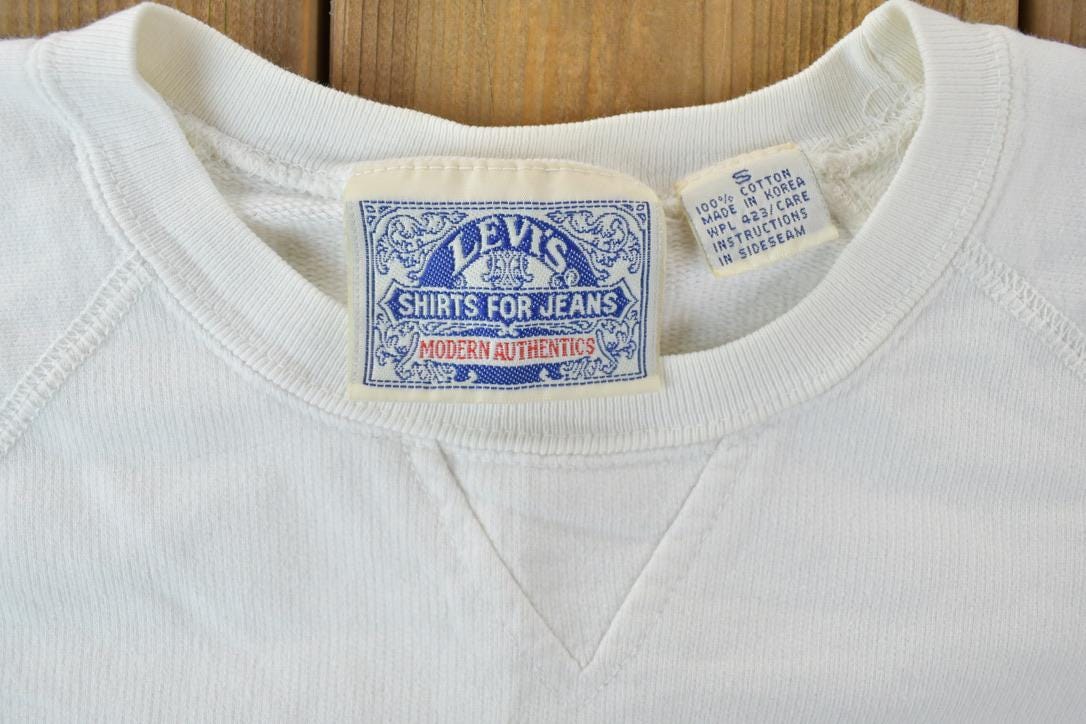 LEVI'S®
SHIRTS FOR JEANS
MODERN AUTHENTICS
S
100% COTTON
MADE IN KOREA
WPL 423/CARE
INSTRUCTIONS
IN SIDESEAM